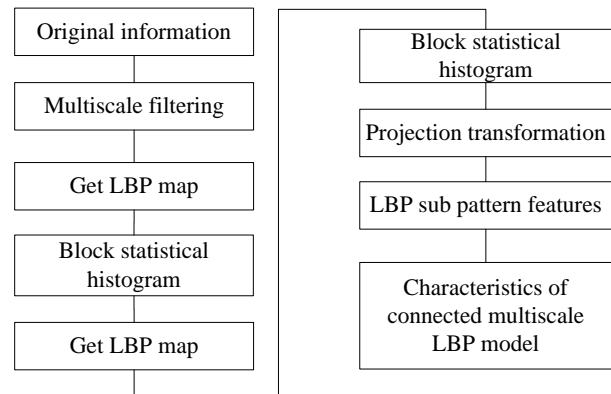 Original information
Multiscale filtering
Get LBP map
Block statistical
histogram
Get LBP map
Block statistical
histogram
Projection transformation
LBP sub pattern features
Characteristics of
connected multiscale
LBP model